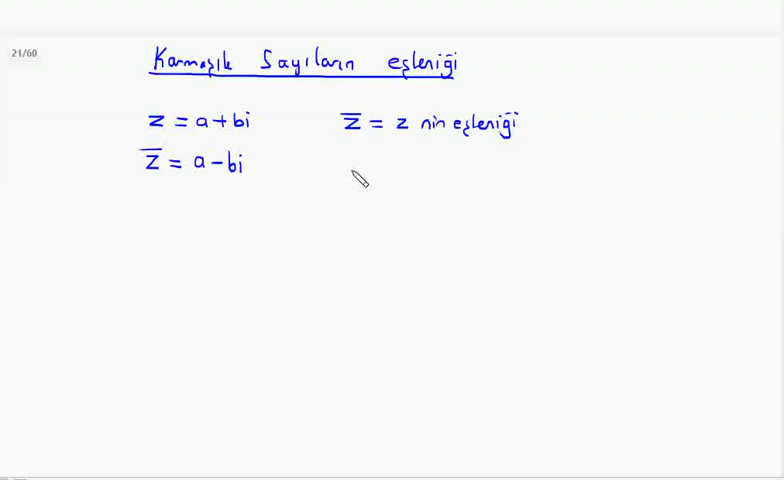 21/60
Karmaşık Sayıların eşleniği
z = a + bi    z̅ = z nin eşleniği
z̅ = a - bi